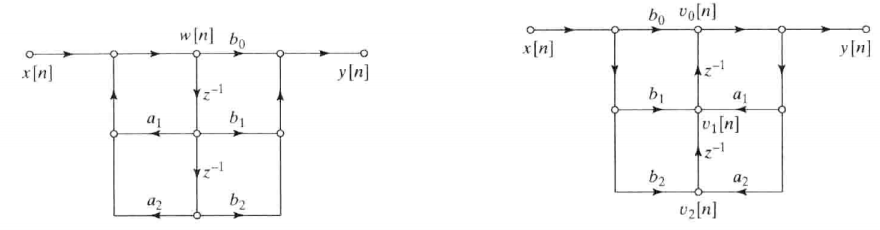 w[n] b₀
x[n] y[n]
z⁻¹
a₁ b₁
z⁻¹
a₂ b₂
b₀ v₀[n]
x[n] y[n]
z⁻¹
b₁ a₁
v₁[n]
z⁻¹
b₂ a₂
v₂[n]